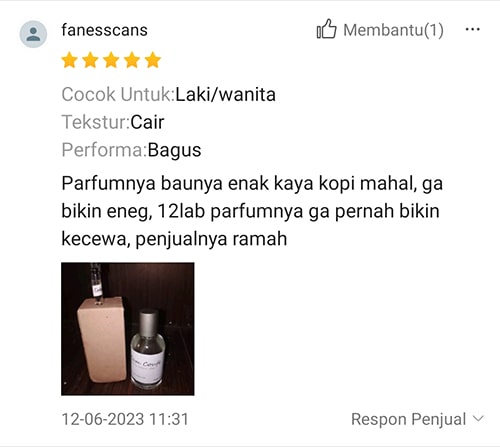 fanesscans
Membantu(1)
Cocok Untuk:Laki/wanita
Tekstur:Cair
Performa:Bagus
Parfumnya baunya enak kaya kopi mahal, ga
bikin eneg, 12lab parfumnya ga pernah bikin
kecewa, penjualnya ramah
12-06-2023 11:31
Respon Penjual